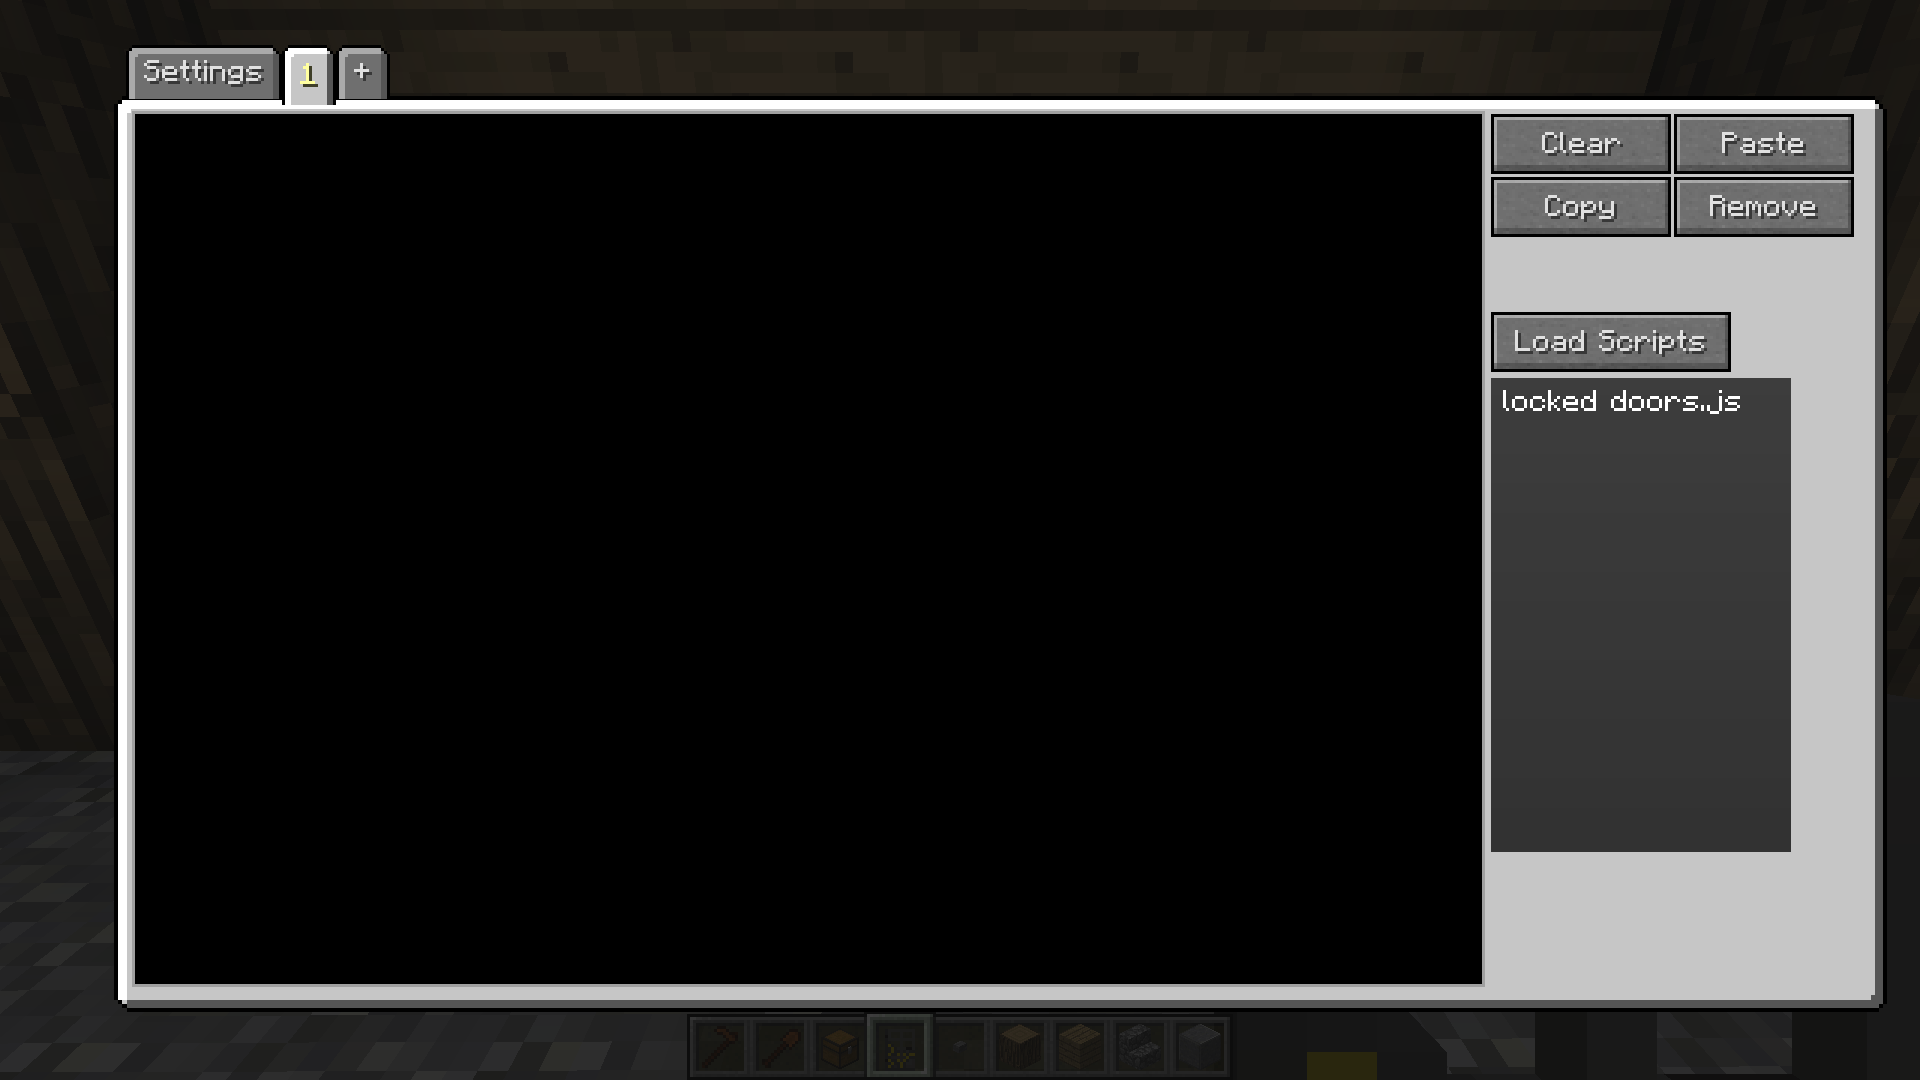 Settings
1
+
Clear
Paste
Copy
Remove
Load Scripts
locked doors..js